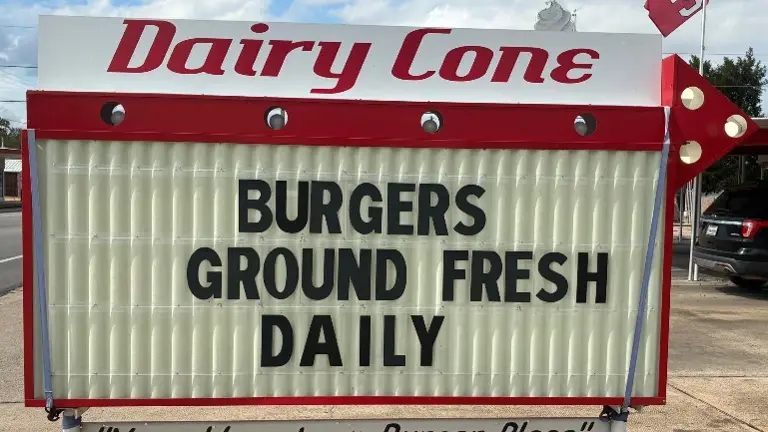 Dairy Cone
BURGERS
GROUND FRESH
DAILY